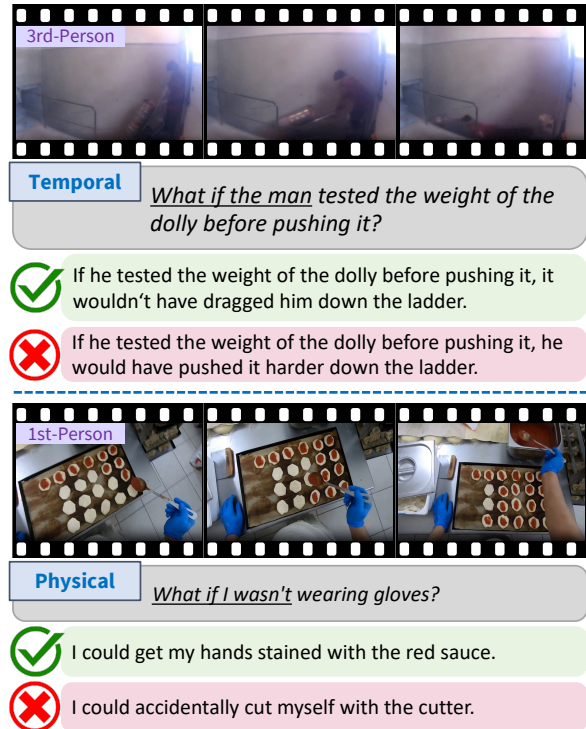 3rd-Person
Temporal
What if the man tested the weight of the
dolly before pushing it?
If he tested the weight of the dolly before pushing it, it
wouldn‘t have dragged him down the ladder.
If he tested the weight of the dolly before pushing it, he
would have pushed it harder down the ladder.
1st-Person
Physical
What if I wasn't wearing gloves?
I could get my hands stained with the red sauce.
I could accidentally cut myself with the cutter.